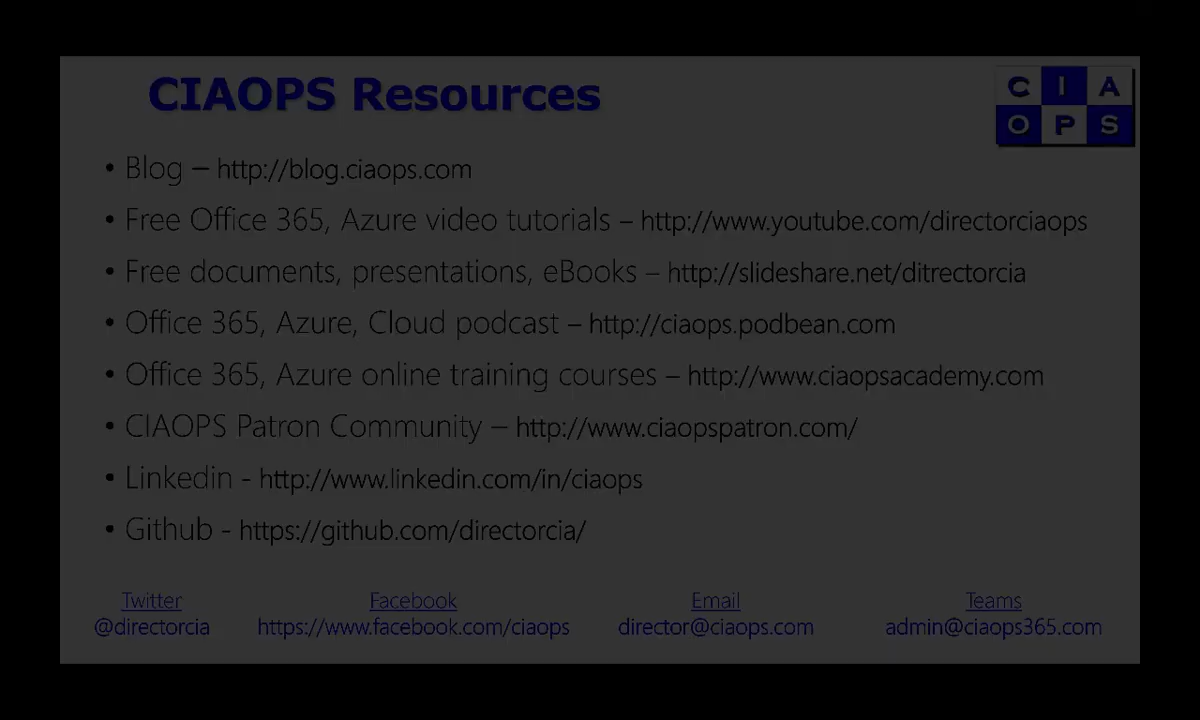 CIAOPS Resources
C I A
O P S
• Blog – http://blog.ciaops.com
• Free Office 365, Azure video tutorials – http://www.youtube.com/directorciaops
• Free documents, presentations, eBooks – http://slideshare.net/ditrectorcia
• Office 365, Azure, Cloud podcast – http://ciaops.podbean.com
• Office 365, Azure online training courses – http://www.ciaopsacademy.com
• CIAOPS Patron Community – http://www.ciaopspatron.com/
• Linkedin - http://www.linkedin.com/in/ciaops
• Github - https://github.com/directorcia/
Twitter Facebook Email Teams
@directorcia https://www.facebook.com/ciaops director@ciaops.com admin@ciaops365.com